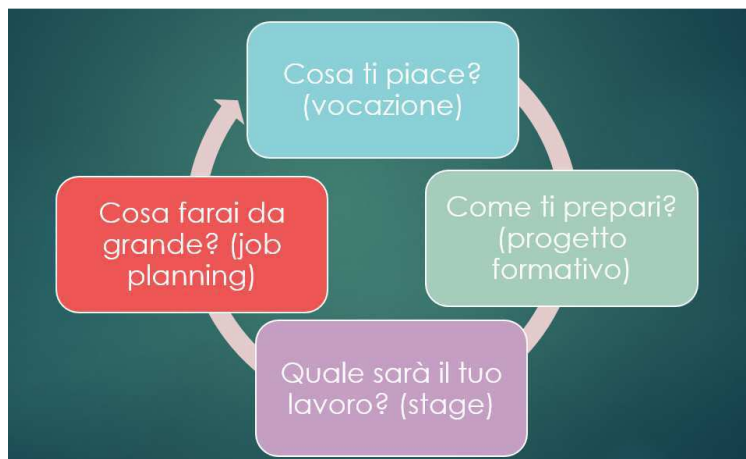 Cosa ti piace?
(vocazione)
Come ti prepari?
(progetto
formativo)
Quale sarà il tuo
lavoro? (stage)
Cosa farai da
grande? (job
planning)